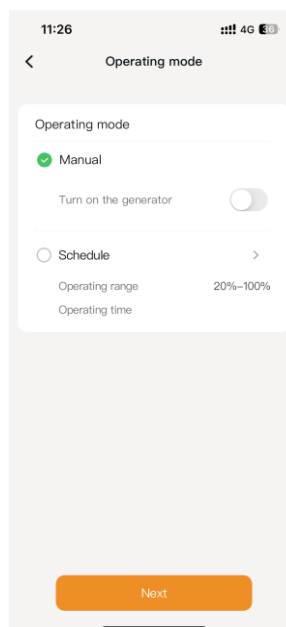 11:26
4G 36
Operating mode
Operating mode
Manual
Turn on the generator
Schedule
Operating range 20%-100%
Operating time
Next